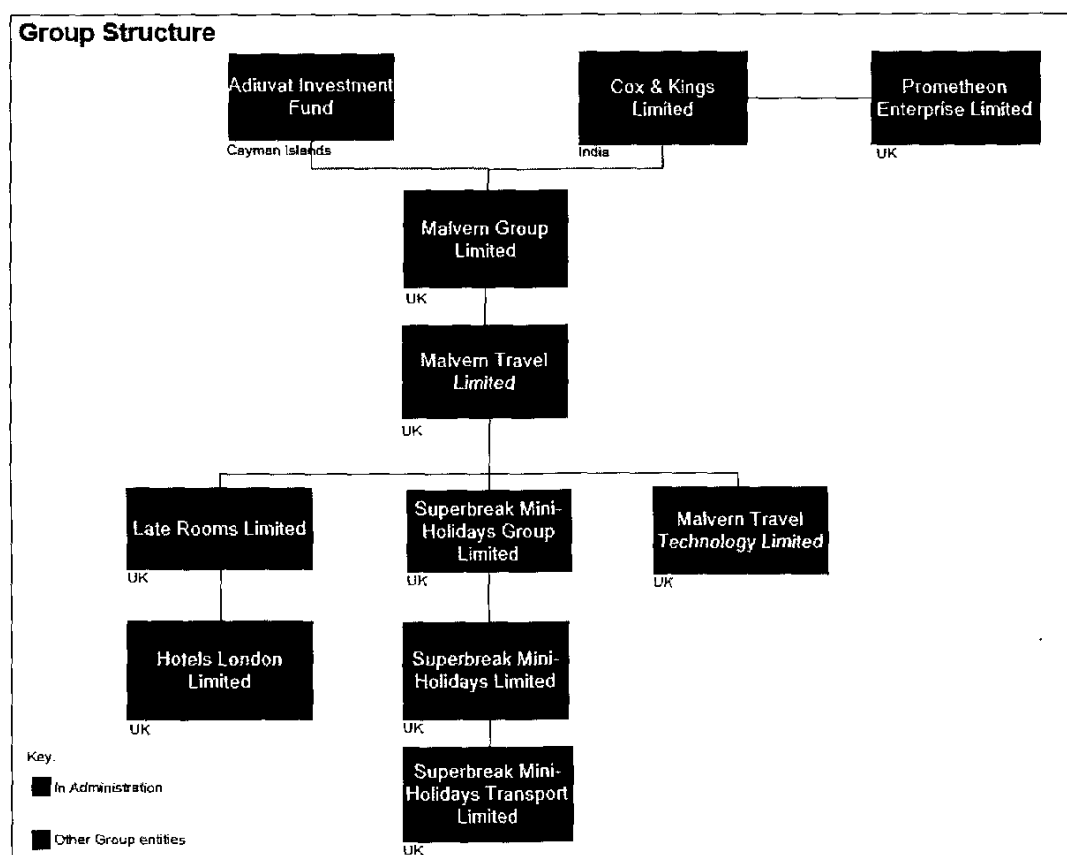 Group Structure
Adiuvat Investment
Fund
Cayman Islands
Cox & Kings
Limited
India
Prometheon
Enterprise Limited
UK
Malvern Group
Limited
UK
Malvern Travel
Limited
UK
Late Rooms Limited
UK
Superbreak Mini-
Holidays Group
Limited
UK
Malvern Travel
Technology Limited
UK
Hotels London
Limited
UK
Superbreak Mini-
Holidays Limited
UK
Superbreak Mini-
Holidays Transport
Limited
UK
Key.
In Administration
Other Group entities